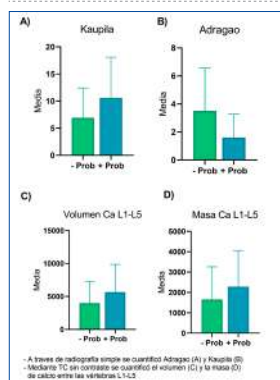 A)
Kaupila
Media
20
15
10
5
0
- Prob + Prob
B)
Adragao
Media
8
6
4
2
0
- Prob + Prob
C)
Volumen Ca L1-L5
Media
15000
10000
5000
0
- Prob + Prob
D)
Masa Ca L1-L5
Media
5000
4000
3000
2000
1000
0
- Prob + Prob
- A traves de radiografía simple se cuantificó Adragao (A) y Kaupila (B)
- Mediante TC sin contraste se cuantificó el volumen (C) y la masa (D)
de calcio entre las vértebras L1-L5